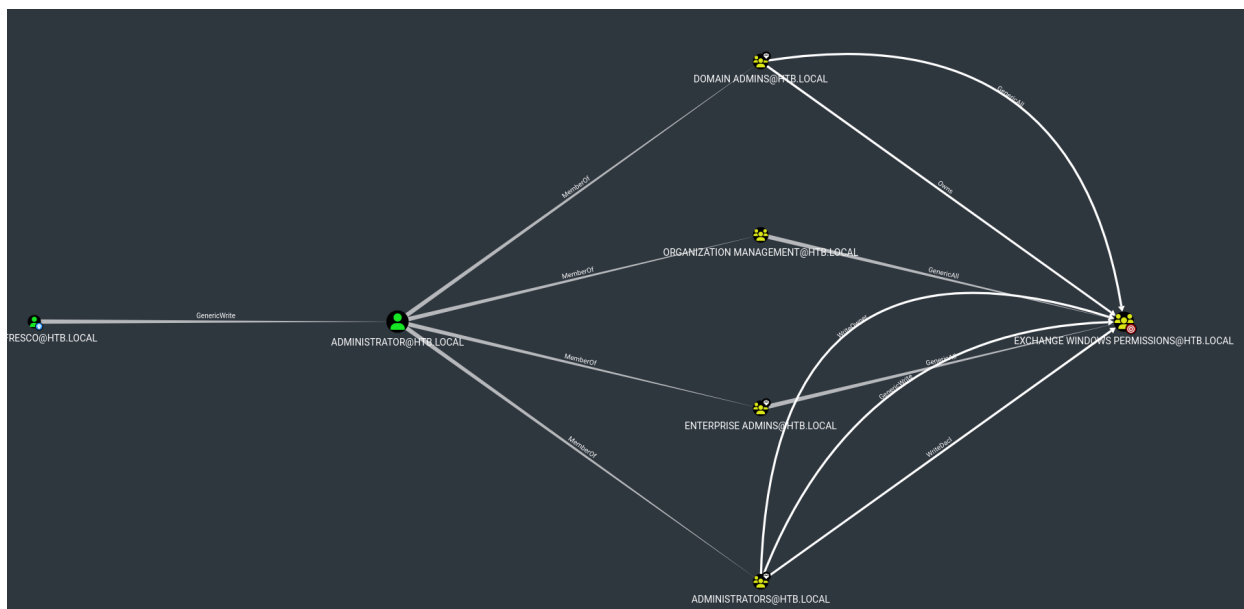 DOMAIN ADMINS@HTB.LOCAL
GenericAll
MemberOf
Owns
ORGANIZATION MANAGEMENT@HTB.LOCAL
MemberOf
GenericAll
GenericWrite
FRESCO@HTB.LOCAL
ADMINISTRATOR@HTB.LOCAL
WriteOwner
EXCHANGE WINDOWS PERMISSIONS@HTB.LOCAL
MemberOf
GenericAll
GenericWrite
ENTERPRISE ADMINS@HTB.LOCAL
MemberOf
WriteDacl
ADMINISTRATORS@HTB.LOCAL